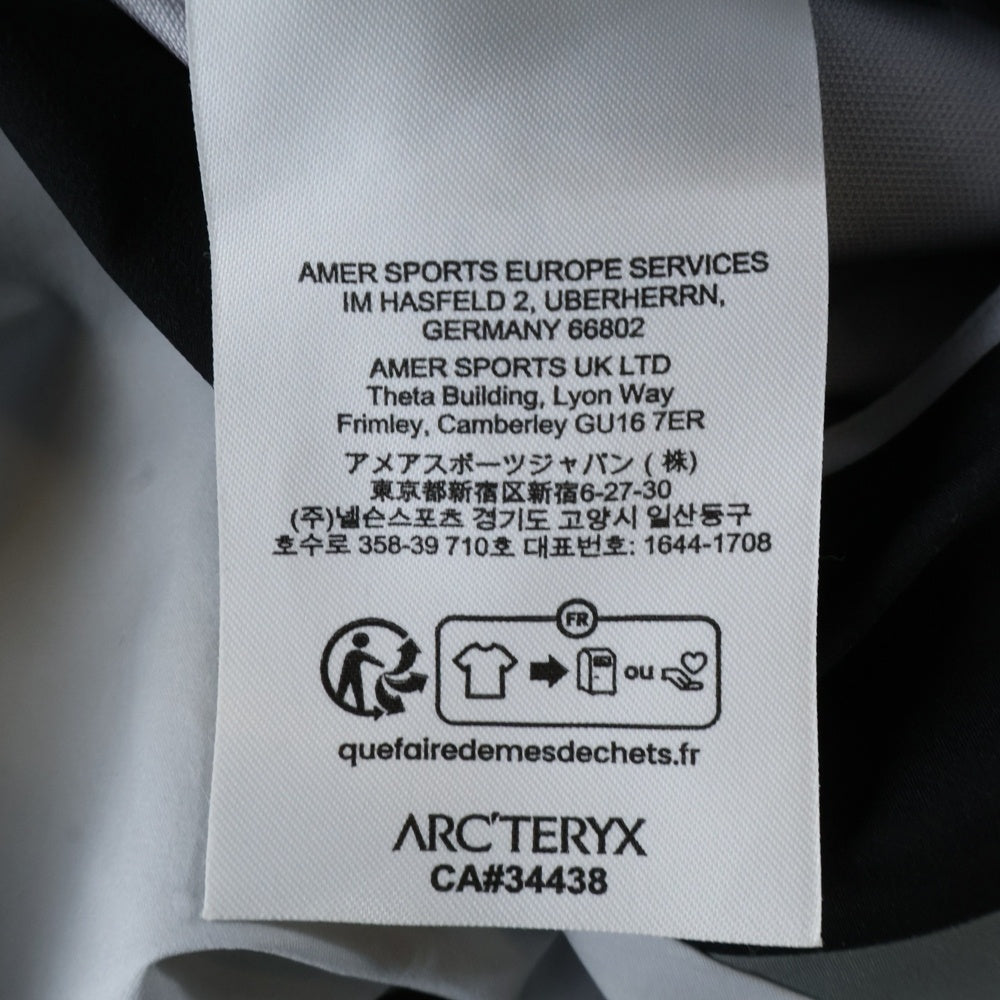 AMER SPORTS EUROPE SERVICES
IM HASFELD 2, UBERHERRN,
GERMANY 66802
AMER SPORTS UK LTD
Theta Building, Lyon Way
Frimley, Camberley GU16 7ER
アメアスポーツジャパン(株)
東京都新宿区新宿6-27-30
(주)넬슨스포츠 경기도 고양시 일산동구
호수로 358-39 710호 대표번호: 1644-1708
FR
ou
quefairedemesdechets.fr
ARC'TERYX
CA#34438